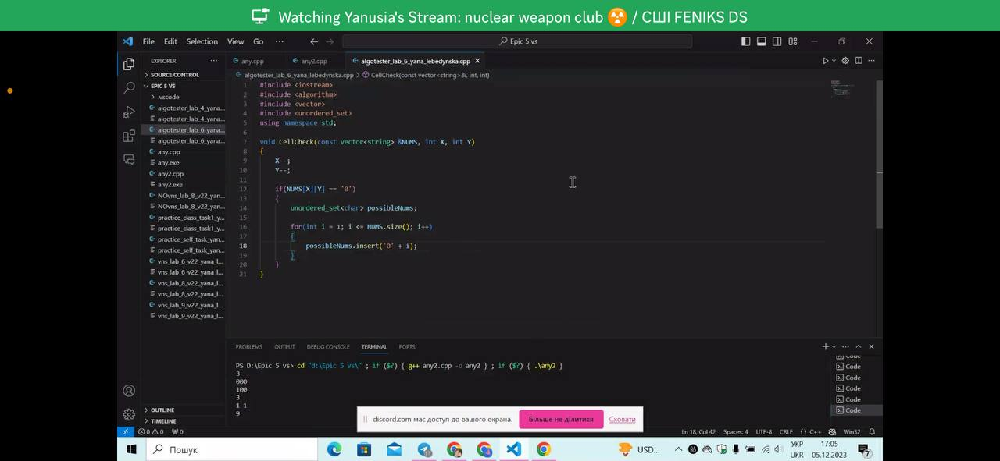 Watching Yanusia's Stream: nuclear weapon club ☢ / СШІ FENIKS DS
File Edit Selection View Go ··· Epic 5 vs
EXPLORER ··· any.cpp any2.cpp algotester_lab_6_yana_lebedynska.cpp
SOURCE CONTROL
EPIC 5 VS
.vscode
algotester_lab_4_yana...
algotester_lab_4_yana...
algotester_lab_6_yana...
algotester_lab_6_yana...
any.cpp
any.exe
any2.cpp
any2.exe
NOvns_lab_8_v22_yan...
NOvns_lab_8_v22_yan...
practice_class_task1_y...
practice_class_task1_y...
practice_self_task_yan...
practice_self_task_yan...
vns_lab_6_v22_yana_l...
vns_lab_6_v22_yana_l...
vns_lab_8_v22_yana_l...
vns_lab_8_v22_yana_l...
vns_lab_9_v22_yana_l...
vns_lab_9_v22_yana_l...
OUTLINE
TIMELINE
algotester_lab_6_yana_lebedynska.cpp > CellCheck(const vector<string>&, int, int)
1 #include <iostream>
2 #include <algorithm>
3 #include <vector>
4 #include <unordered_set>
5 using namespace std;
6
7 void CellCheck(const vector<string> &NUMS, int X, int Y)
8 {
9 X--;
10 Y--;
11
12 if(NUMS[X][Y] == '0')
13 {
14 unordered_set<char> possibleNums;
15
16 for(int i = 1; i <= NUMS.size(); i++)
17 {
18 possibleNums.insert('0' + i);
19 }
20 }
21 }
PROBLEMS OUTPUT DEBUG CONSOLE TERMINAL PORTS
PS D:\Epic 5 vs> cd "d:\Epic 5 vs\" ; if ($?) { g++ any2.cpp -o any2 } ; if ($?) { .\any2 }
3
000
100
3
1 1
9
Code
Code
Code
Code
Code
Code
discord.com має доступ до вашого екрана. Більше не ділитися Сховати
0 0 0 Ln 18, Col 42 Spaces: 4 UTF-8 CRLF {} C++ Win32
Пошук USD... УКР 17:05
UKR 05.12.2023 7